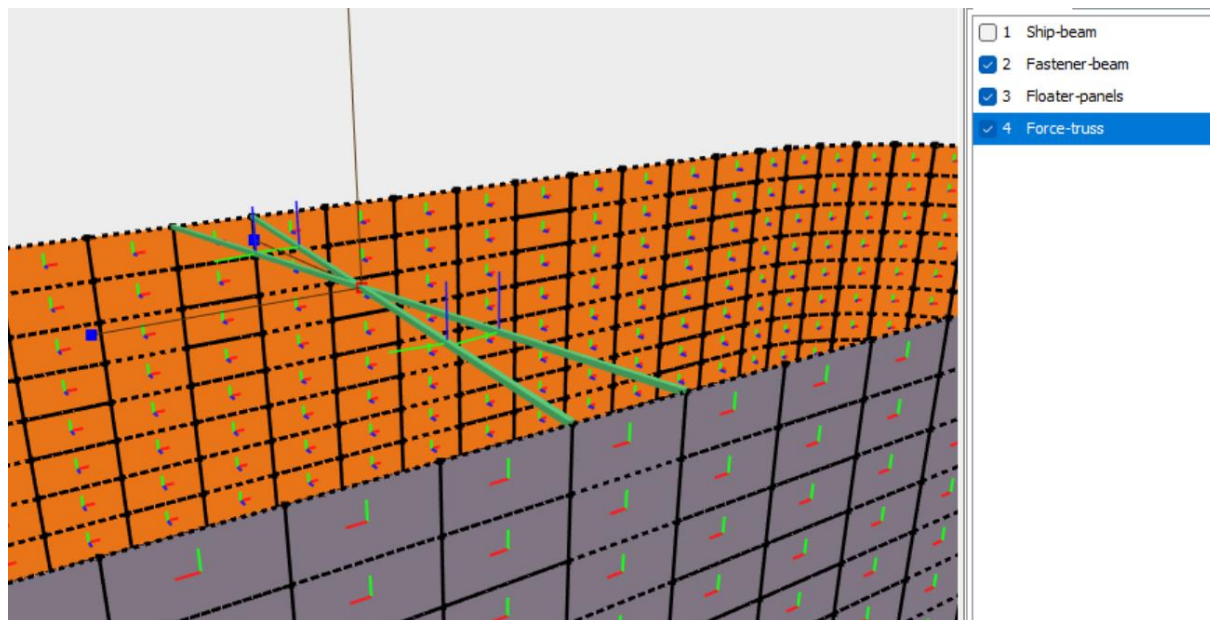 1 Ship-beam
2 Fastener-beam
3 Floater-panels
4 Force-truss